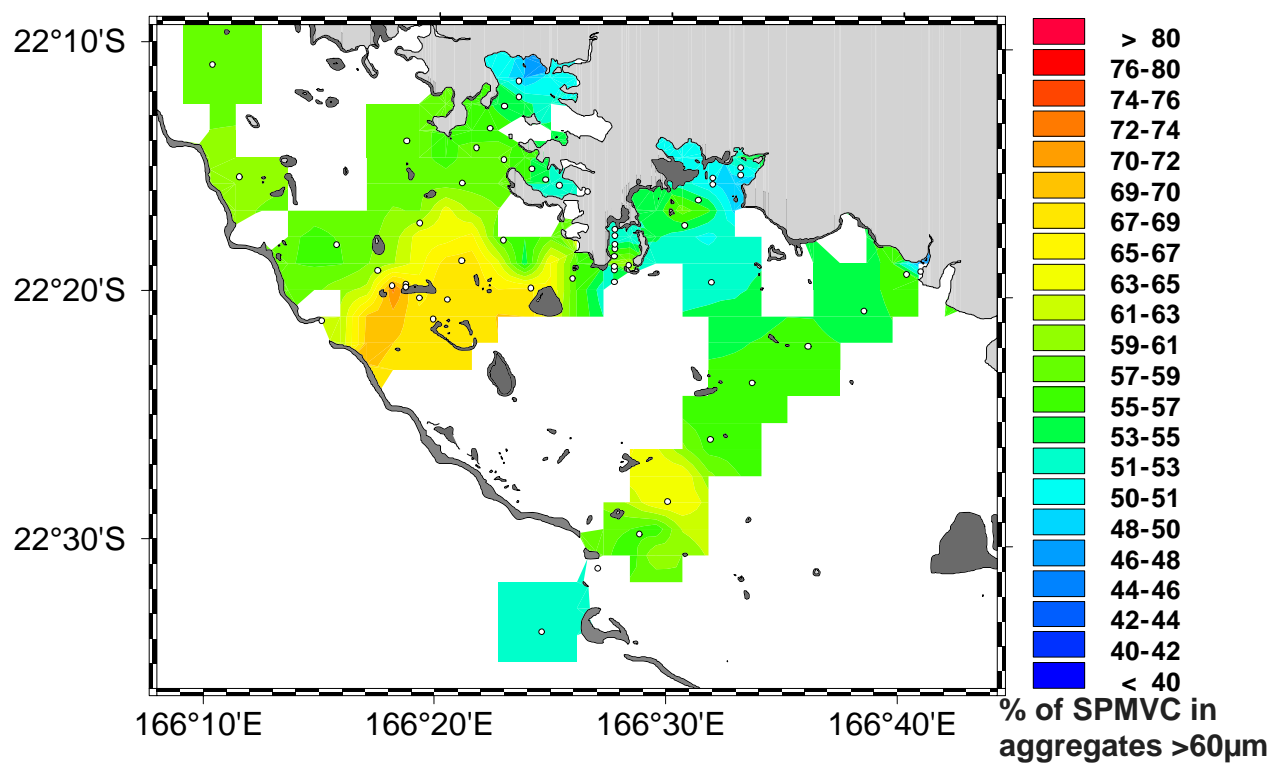 22°10'S
22°20'S
22°30'S
166°10'E
166°20'E
166°30'E
166°40'E
> 80
76-80
74-76
72-74
70-72
69-70
67-69
65-67
63-65
61-63
59-61
57-59
55-57
53-55
51-53
50-51
48-50
46-48
44-46
42-44
40-42
< 40
% of SPMVC in
aggregates >60µm